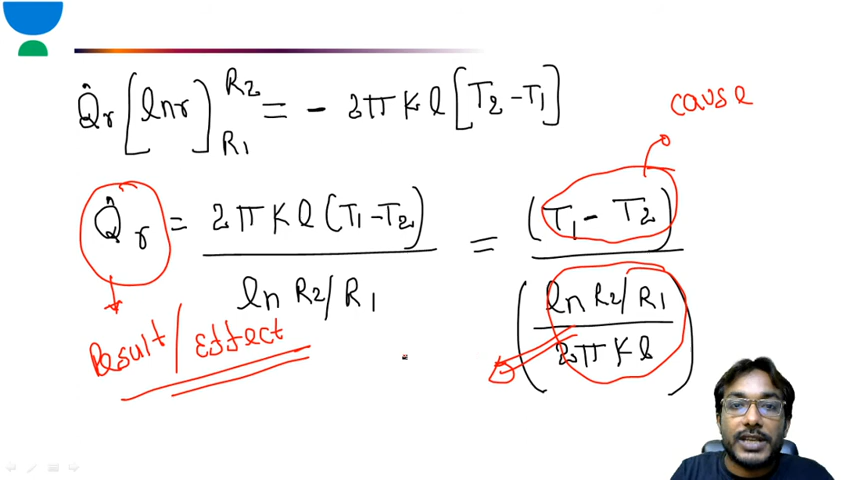 Q̇r [ln r]R1^R2 = - 2πKl [T2 - T1]
cause
Q̇r = 2πKl(T1-T2) / ln R2/R1 = (T1 - T2) / (ln R2/R1 / 2πKl)
Result/Effect